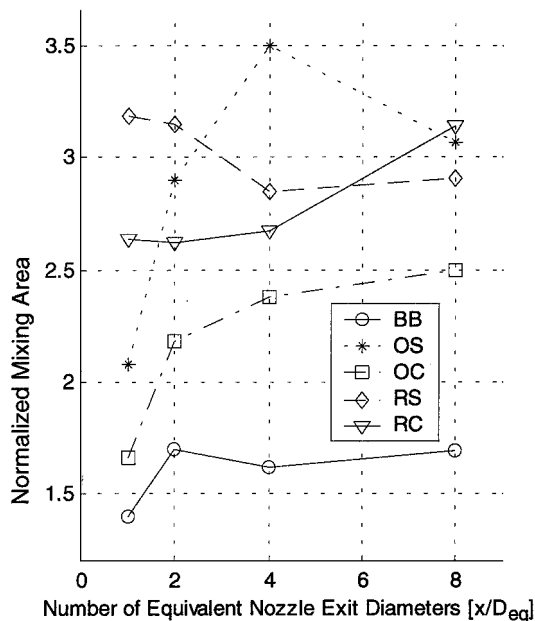 3.5
3
2.5
2
1.5
Normalized Mixing Area
BB
OS
OC
RS
RC
0 2 4 6 8
Number of Equivalent Nozzle Exit Diameters [x/D_eq]